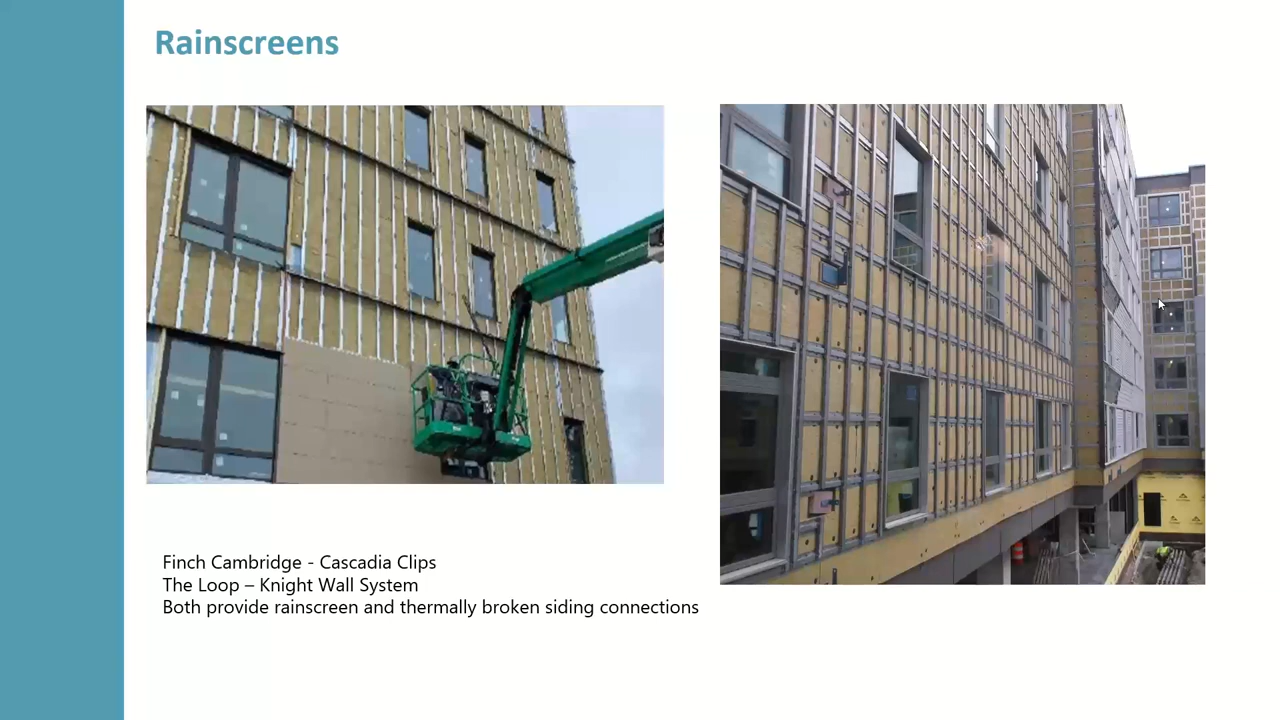 Rainscreens
Finch Cambridge - Cascadia Clips
The Loop – Knight Wall System
Both provide rainscreen and thermally broken siding connections